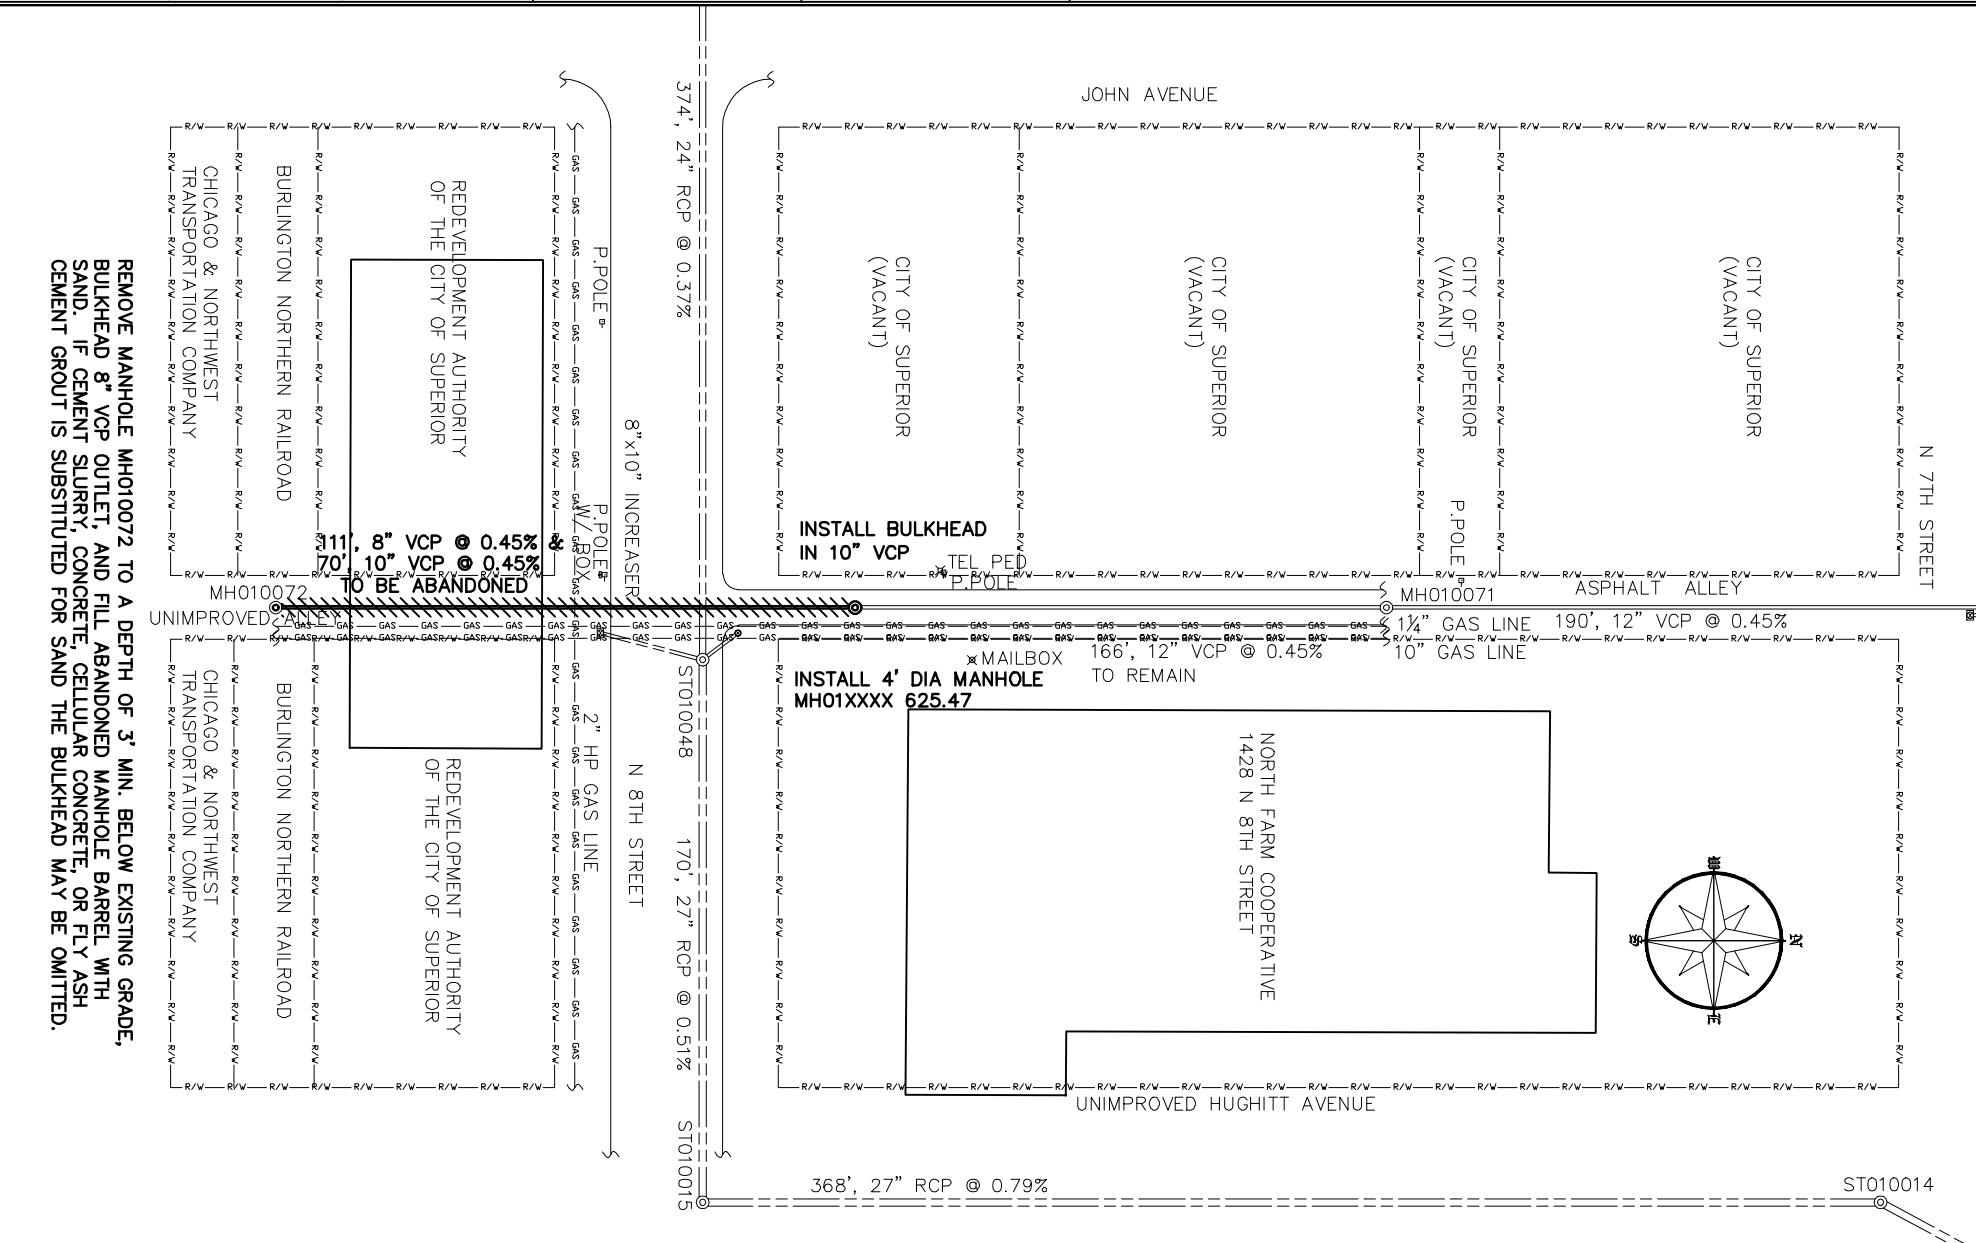 JOHN AVENUE
374', 24" RCP @ 0.37%
CHICAGO & NORTHWEST
TRANSPORTATION COMPANY
BURLINGTON NORTHERN RAILROAD
REDEVELOPMENT AUTHORITY
OF THE CITY OF SUPERIOR
P.POLE
8"x10" INCREASER
P.POLE
W/ BOX
CITY OF SUPERIOR
(VACANT)
CITY OF SUPERIOR
(VACANT)
CITY OF SUPERIOR
(VACANT)
CITY OF SUPERIOR
(VACANT)
N 7TH STREET
P.POLE
REMOVE MANHOLE MH010072 TO A DEPTH OF 3' MIN. BELOW EXISTING GRADE,
BULKHEAD 8" VCP OUTLET, AND FILL ABANDONED MANHOLE BARREL WITH
SAND. IF CEMENT SLURRY, CONCRETE, CELLULAR CONCRETE, OR FLY ASH
CEMENT GROUT IS SUBSTITUTED FOR SAND THE BULKHEAD MAY BE OMITTED.
111', 8" VCP @ 0.45% &
70', 10" VCP @ 0.45%
TO BE ABANDONED
INSTALL BULKHEAD
IN 10" VCP
TEL PED
P.POLE
MH010072
UNIMPROVED ALLEY
MH010071
ASPHALT ALLEY
1¼" GAS LINE
190', 12" VCP @ 0.45%
10" GAS LINE
MAILBOX
166', 12" VCP @ 0.45%
TO REMAIN
INSTALL 4' DIA MANHOLE
MH01XXXX 625.47
ST010048
CHICAGO & NORTHWEST
TRANSPORTATION COMPANY
BURLINGTON NORTHERN RAILROAD
REDEVELOPMENT AUTHORITY
OF THE CITY OF SUPERIOR
2" HP GAS LINE
N 8TH STREET
170', 27" RCP @ 0.51%
NORTH FARM COOPERATIVE
1428 N 8TH STREET
W
N
S
E
UNIMPROVED HUGHITT AVENUE
ST010015
368', 27" RCP @ 0.79%
ST010014